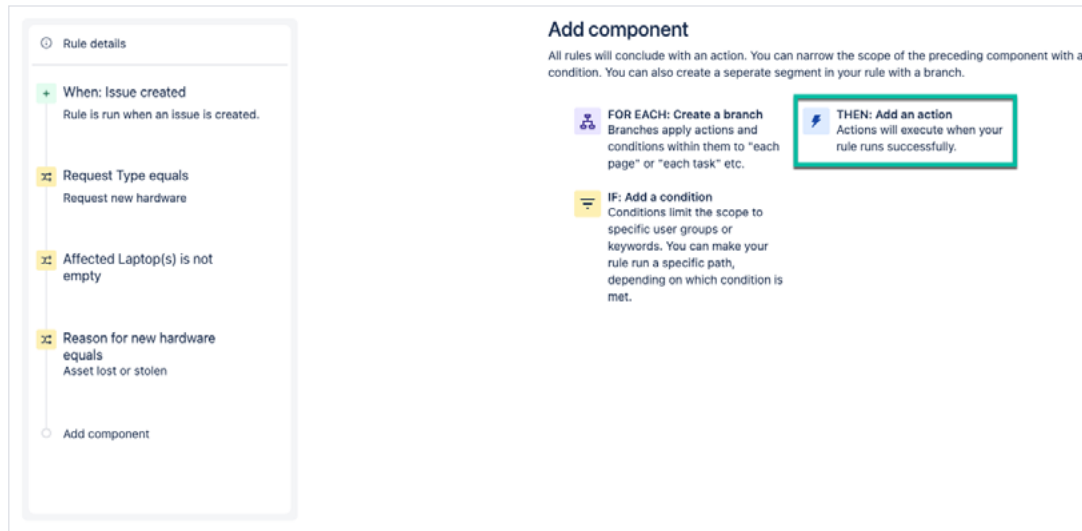 Rule details
When: Issue created
Rule is run when an issue is created.
Request Type equals
Request new hardware
Affected Laptop(s) is not
empty
Reason for new hardware
equals
Asset lost or stolen
Add component
Add component
All rules will conclude with an action. You can narrow the scope of the preceding component with a
condition. You can also create a seperate segment in your rule with a branch.
FOR EACH: Create a branch
Branches apply actions and
conditions within them to "each
page" or "each task" etc.
THEN: Add an action
Actions will execute when your
rule runs successfully.
IF: Add a condition
Conditions limit the scope to
specific user groups or
keywords. You can make your
rule run a specific path,
depending on which condition is
met.